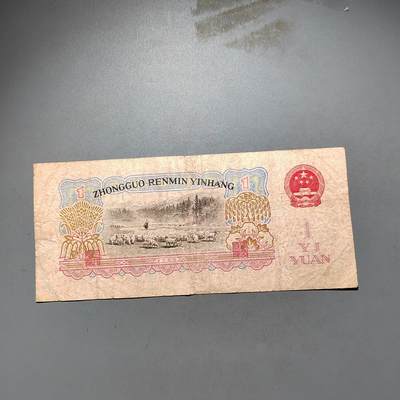 1 ZHONGGUO RENMIN YINHANG 1
1
YI
YUAN